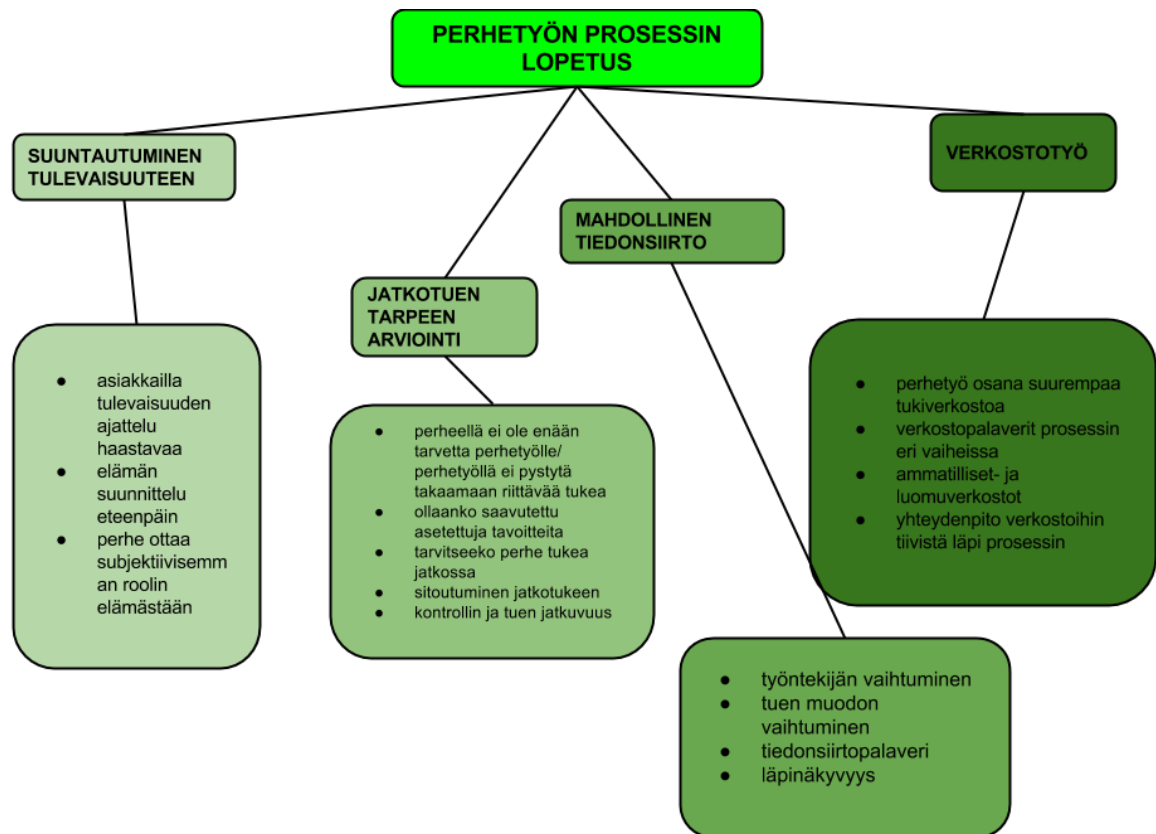 PERHETYÖN PROSESSIN
LOPETUS
SUUNTAUTUMINEN
TULEVAISUUTEEN
● asiakkailla
tulevaisuuden
ajattelu
haastavaa
● elämän
suunnittelu
eteenpäin
● perhe ottaa
subjektiivisemm
an roolin
elämästään
JATKOTUEN
TARPEEN
ARVIOINTI
● perheellä ei ole enään
tarvetta perhetyölle/
perhetyöllä ei pystytä
takaamaan riittävää tukea
● ollaanko saavutettu
asetettuja tavoitteita
● tarvitseeko perhe tukea
jatkossa
● sitoutuminen jatkotukeen
● kontrollin ja tuen jatkuvuus
MAHDOLLINEN
TIEDONSIIRTO
● työntekijän vaihtuminen
● tuen muodon
vaihtuminen
● tiedonsiirtopalaveri
● läpinäkyvyys
VERKOSTOTYÖ
● perhetyö osana suurempaa
tukiverkostoa
● verkostopalaverit prosessin
eri vaiheissa
● ammatilliset- ja
luomuverkostot
● yhteydenpito verkostoihin
tiivistä läpi prosessin